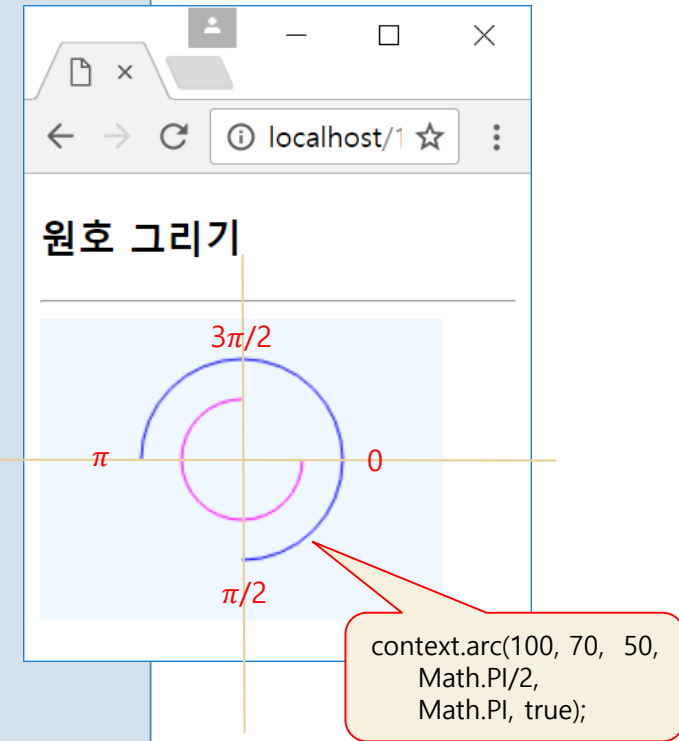 localhost/1
원호 그리기
3π/2
π
0
π/2
context.arc(100, 70, 50,
Math.PI/2,
Math.PI, true);